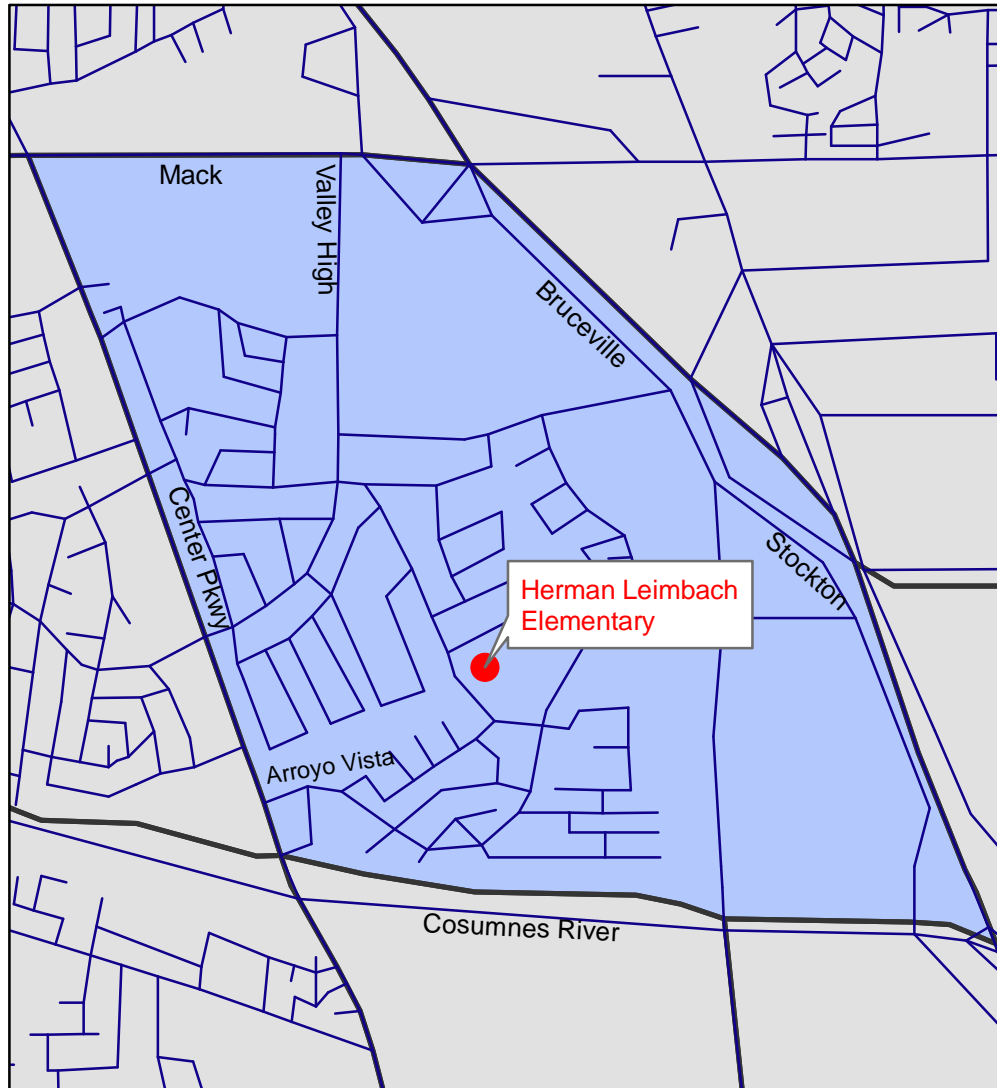 Mack
Valley High
Bruceville
Center Pkwy
Stockton
Herman Leimbach
Elementary
Arroyo Vista
Cosumnes River